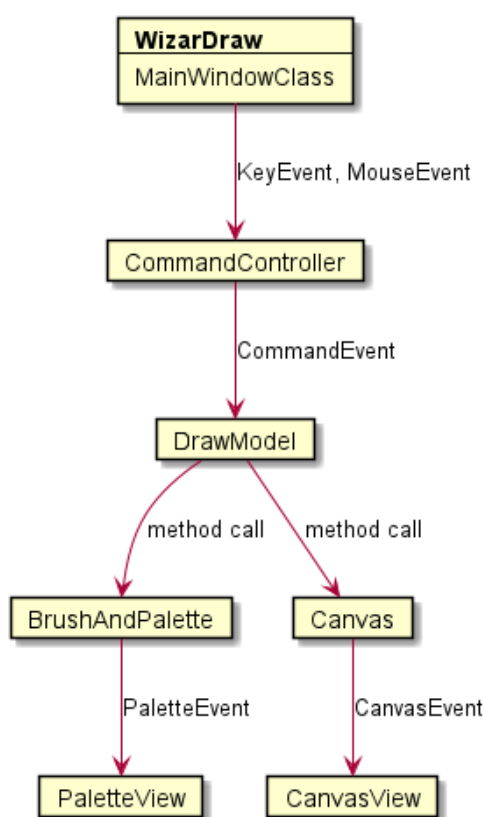 WizarDraw
MainWindowClass
KeyEvent, MouseEvent
CommandController
CommandEvent
DrawModel
method call
method call
BrushAndPalette
Canvas
PaletteEvent
CanvasEvent
PaletteView
CanvasView